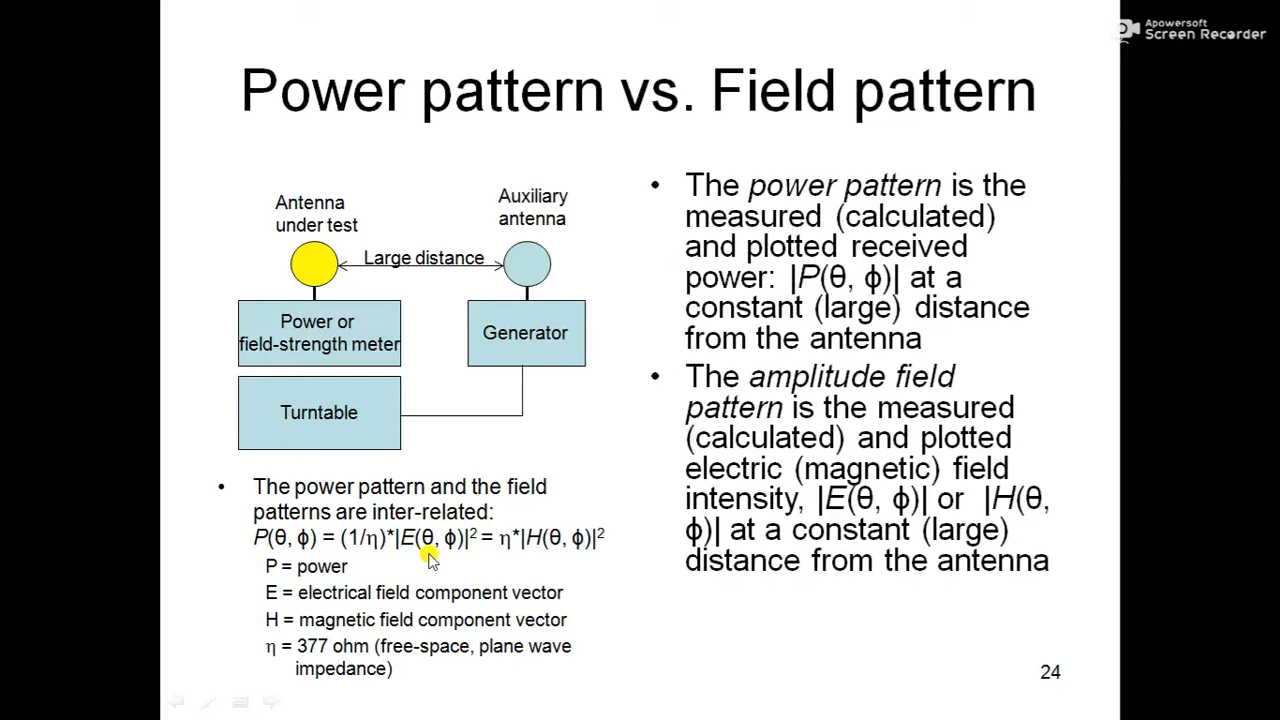 Apowersoft
Screen Recorder
Power pattern vs. Field pattern
Antenna
under test
Auxiliary
antenna
Large distance
Power or
field-strength meter
Generator
Turntable
• The power pattern and the field
patterns are inter-related:
P(θ, ϕ) = (1/η)*|E(θ, ϕ)|² = η*|H(θ, ϕ)|²
P = power
E = electrical field component vector
H = magnetic field component vector
η = 377 ohm (free-space, plane wave
impedance)
• The power pattern is the
measured (calculated)
and plotted received
power: |P(θ, ϕ)| at a
constant (large) distance
from the antenna
• The amplitude field
pattern is the measured
(calculated) and plotted
electric (magnetic) field
intensity, |E(θ, ϕ)| or |H(θ,
ϕ)| at a constant (large)
distance from the antenna
24